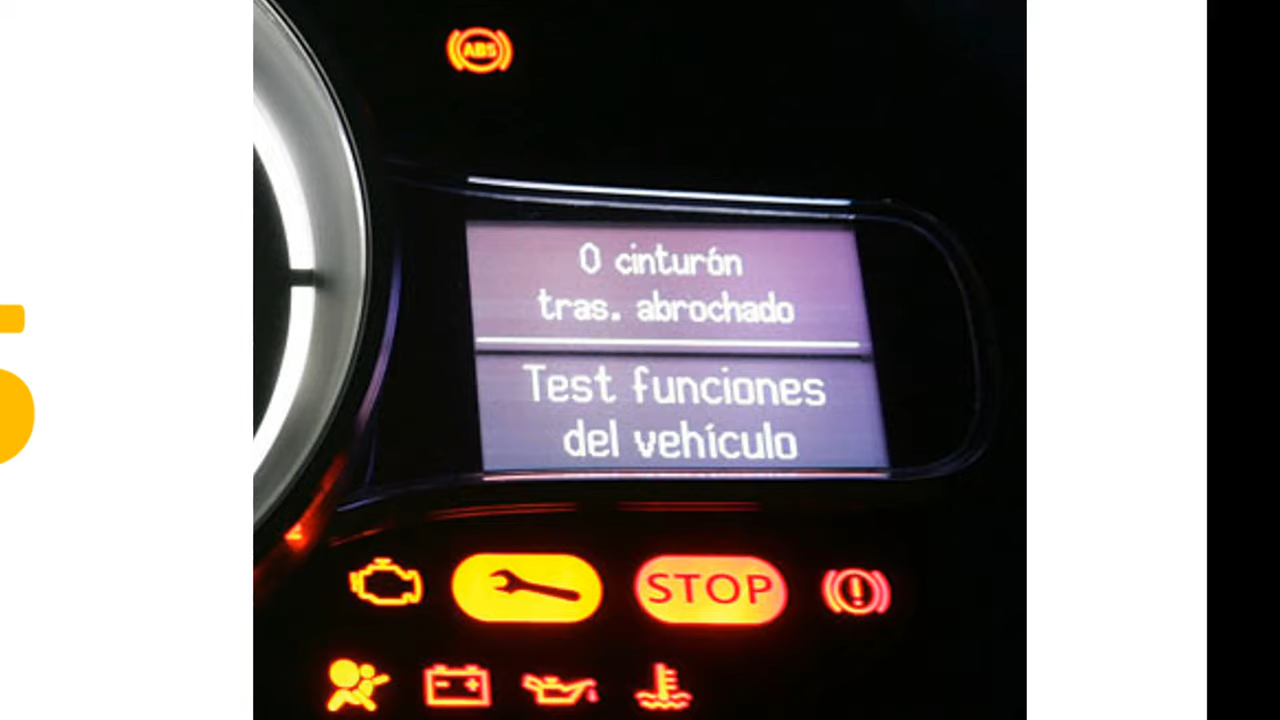 ABS
0 cinturón
tras. abrochado
Test funciones
del vehículo
STOP